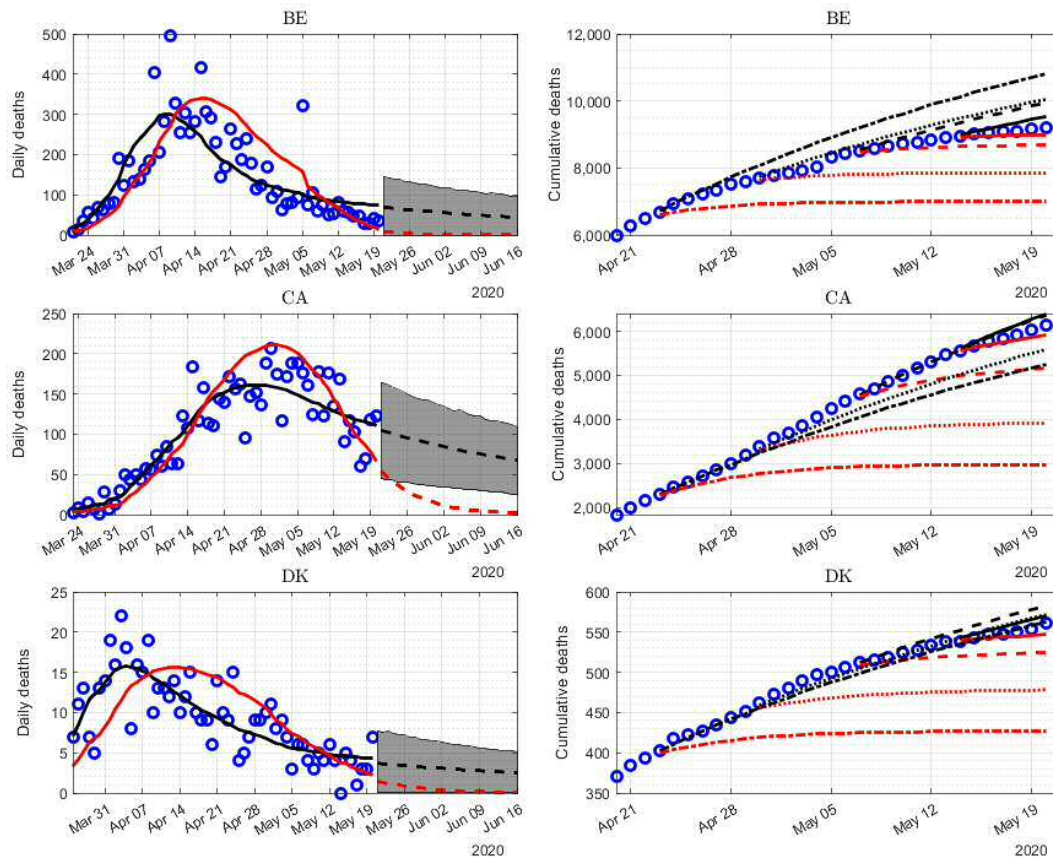 BE
Daily deaths
500
400
300
200
100
0
Mar 24
Mar 31
Apr 07
Apr 14
Apr 21
Apr 28
May 05
May 12
May 19
May 26
Jun 02
Jun 09
Jun 16
2020
BE
Cumulative deaths
12,000
10,000
8,000
6,000
Apr 21
Apr 28
May 05
May 12
May 19
2020
CA
Daily deaths
250
200
150
100
50
0
Mar 24
Mar 31
Apr 07
Apr 14
Apr 21
Apr 28
May 05
May 12
May 19
May 26
Jun 02
Jun 09
Jun 16
2020
CA
Cumulative deaths
6,000
5,000
4,000
3,000
2,000
Apr 21
Apr 28
May 05
May 12
May 19
2020
DK
Daily deaths
25
20
15
10
5
0
Mar 31
Apr 07
Apr 14
Apr 21
Apr 28
May 05
May 12
May 19
May 26
Jun 02
Jun 09
Jun 16
2020
DK
Cumulative deaths
600
550
500
450
400
350
Apr 21
Apr 28
May 05
May 12
May 19
2020